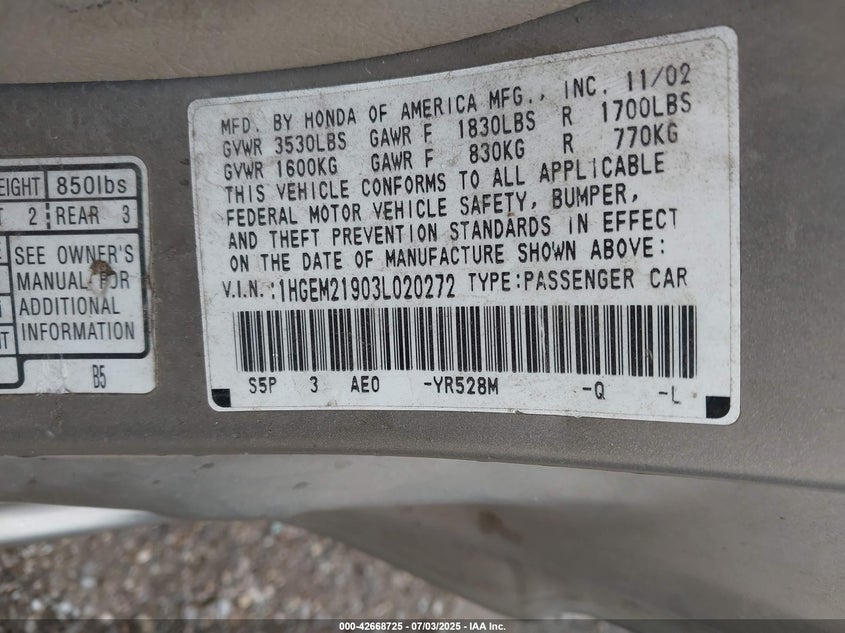 MFD. BY HONDA OF AMERICA MFG., INC. 11/02
GVWR 3530LBS GAWR F 1830LBS R 1700LBS
GVWR 1600KG GAWR F 830KG R 770KG
THIS VEHICLE CONFORMS TO ALL APPLICABLE
FEDERAL MOTOR VEHICLE SAFETY, BUMPER,
AND THEFT PREVENTION STANDARDS IN EFFECT
ON THE DATE OF MANUFACTURE SHOWN ABOVE:
V.I.N.:1HGEM21903L020272 TYPE:PASSENGER CAR
S5P 3 AE0 -YR528M -Q -L
850lbs
2 REAR 3
SEE OWNER'S
MANUAL FOR
ADDITIONAL
INFORMATION
B5
000-42668725 - 07/03/2025 - IAA Inc.